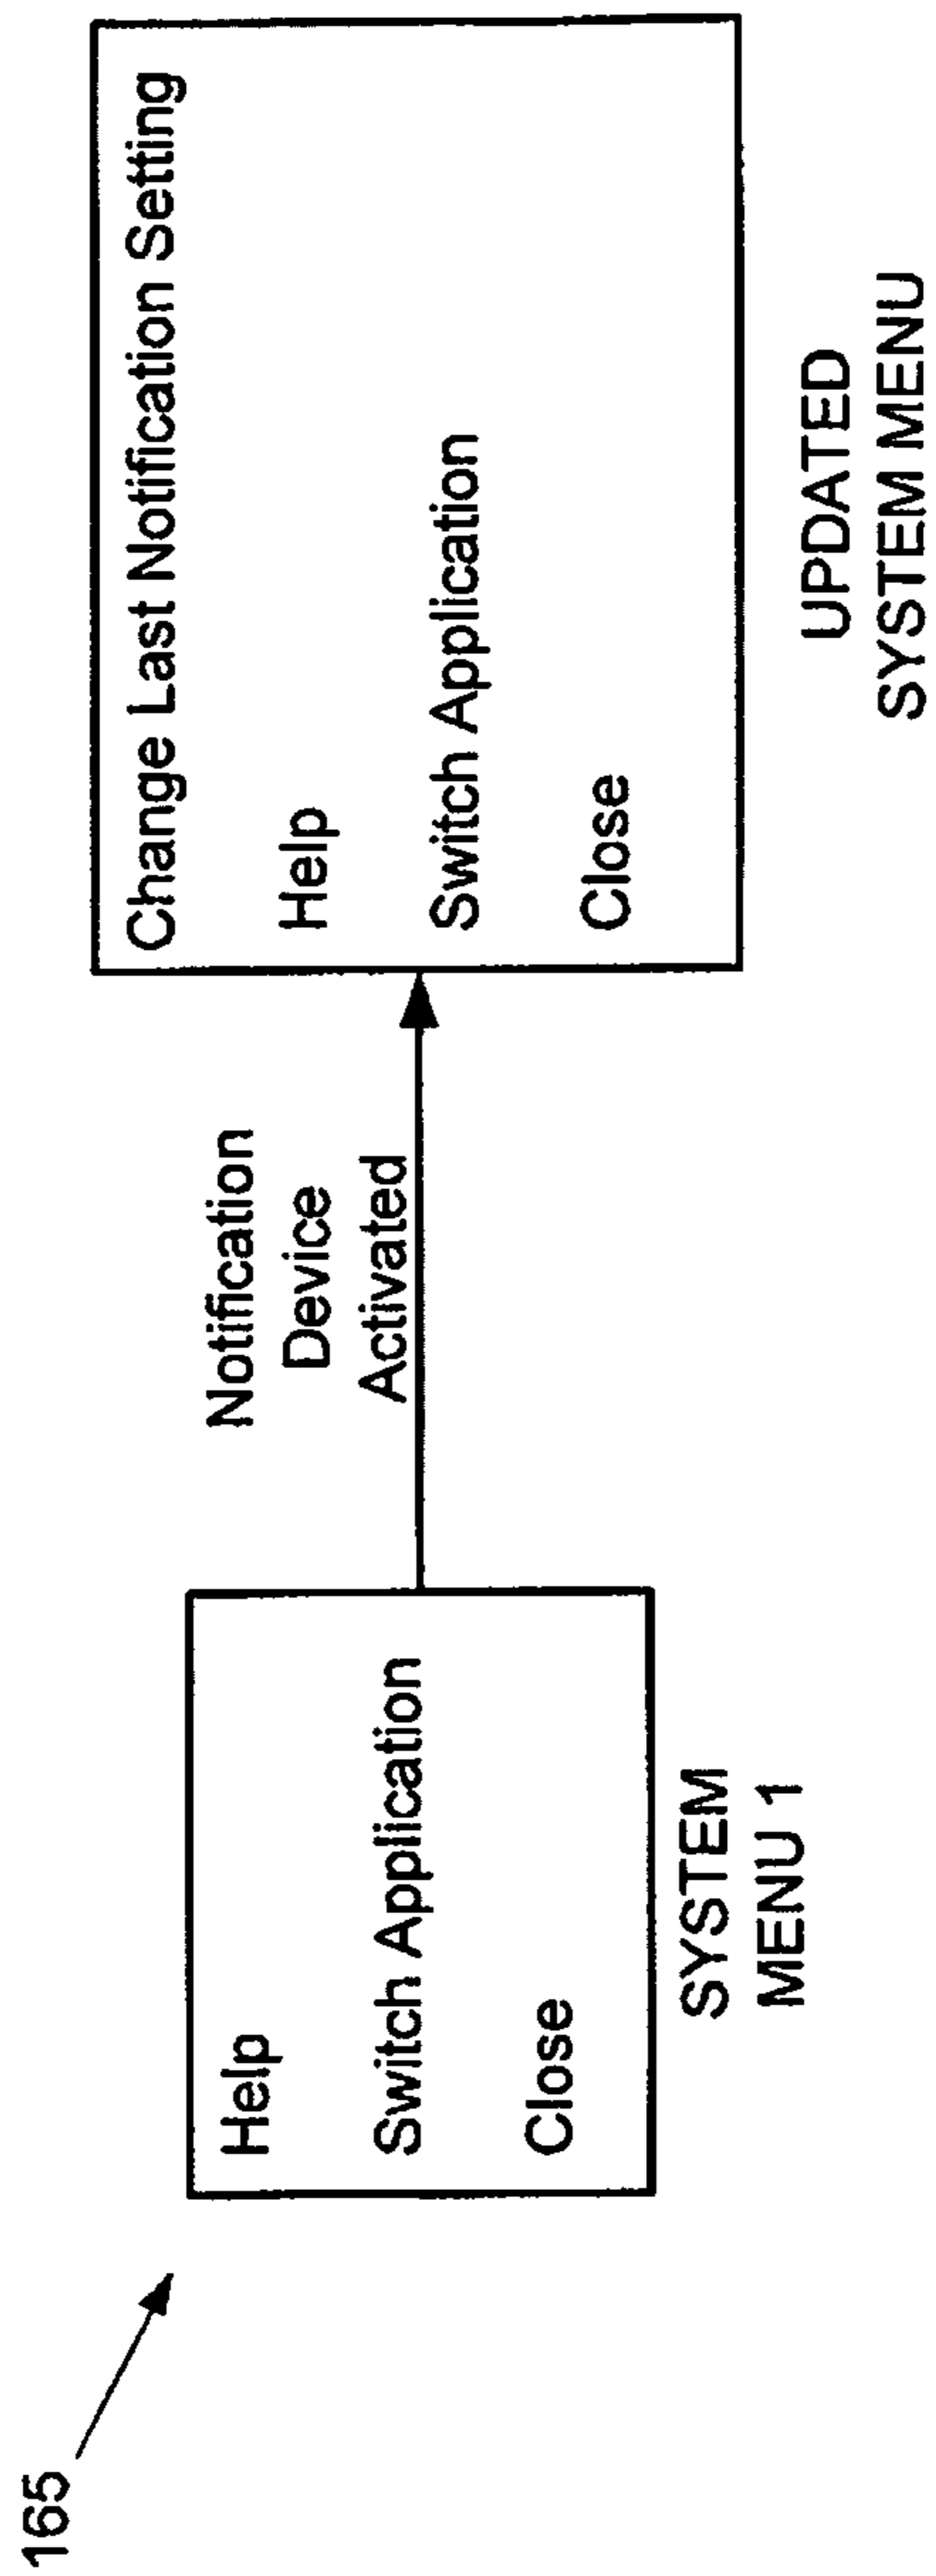 165
Help
Switch Application
Close
SYSTEM
MENU 1
Notification
Device
Activated
Change Last Notification Setting
Help
Switch Application
Close
UPDATED
SYSTEM MENU